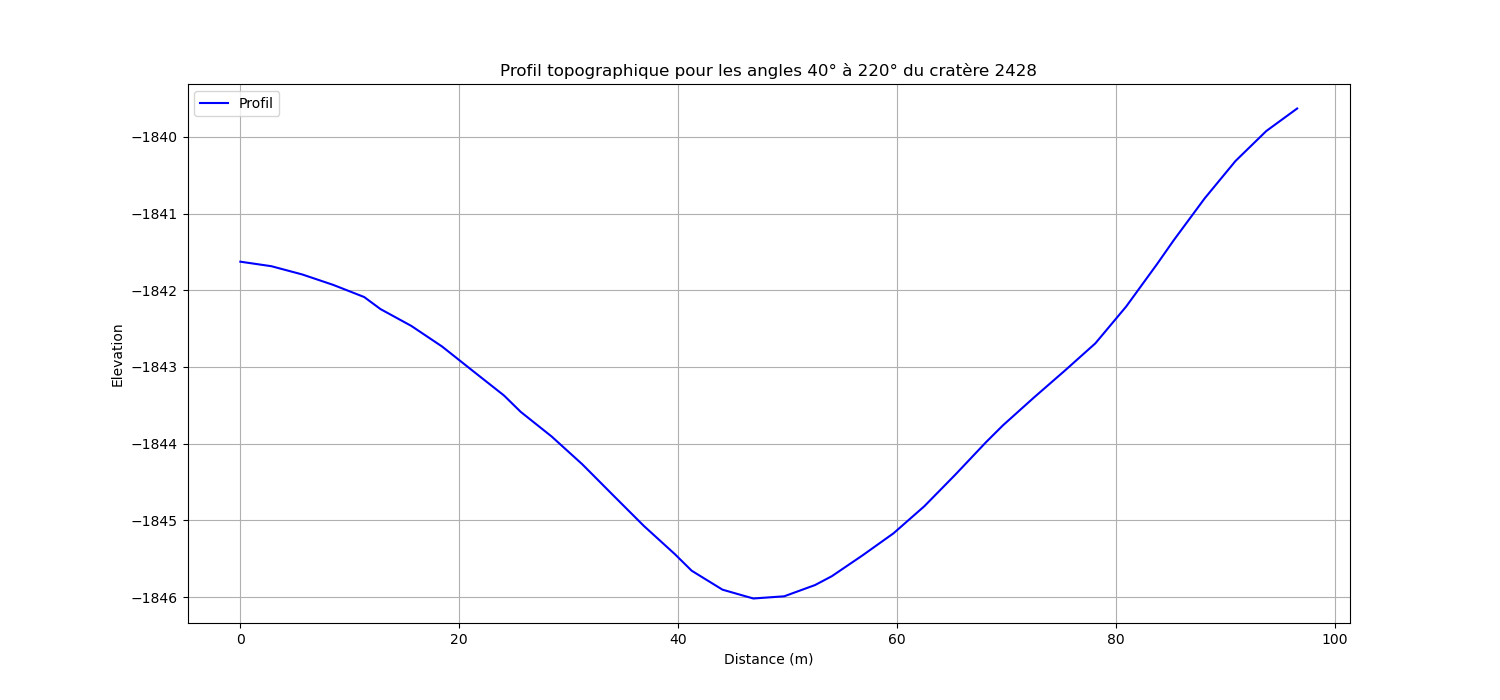 Profil topographique pour les angles 40° à 220° du cratère 2428
Profil
−1840
−1841
−1842
−1843
−1844
−1845
−1846
Elevation
0 20 40 60 80 100
Distance (m)